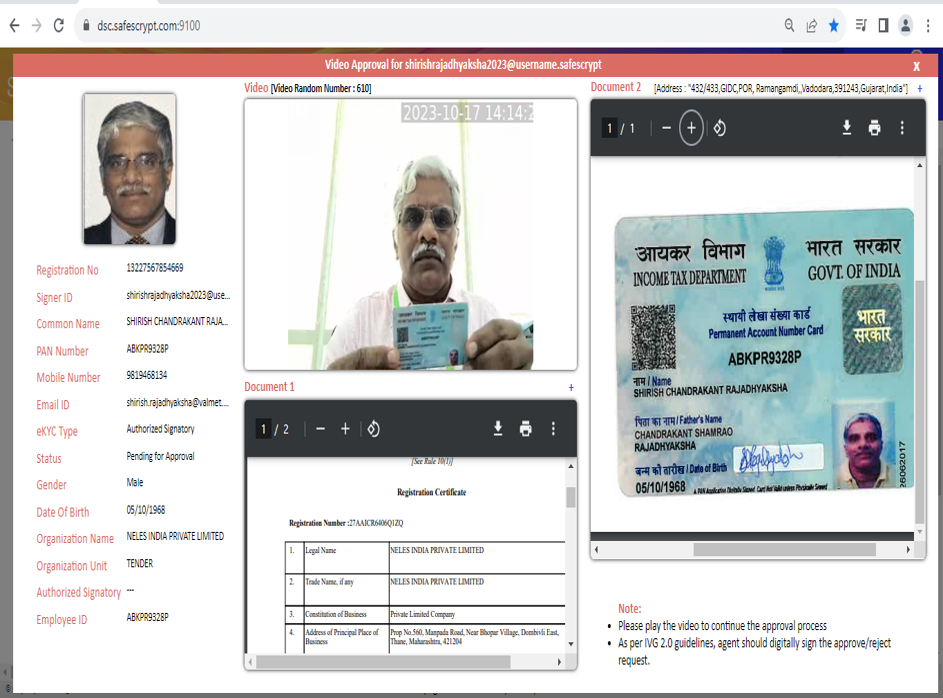 dsc.safescrypt.com:9100
Video Approval for shirishrajadhyaksha2023@username.safescrypt
X
Registration No 13227567854669
Signer ID shirishrajadhyaksha2023@use...
Common Name SHIRISH CHANDRAKANT RAJA...
PAN Number ABKPR9328P
Mobile Number 9819468134
Email ID shirish.rajadhyaksha@valmet....
eKYC Type Authorized Signatory
Status Pending for Approval
Gender Male
Date Of Birth 05/10/1968
Organization Name NELES INDIA PRIVATE LIMITED
Organization Unit TENDER
Authorized Signatory ---
Employee ID ABKPR9328P
Video [Video Random Number : 610]
2023-10-17 14:14:2
Document 1 +
1 / 2
[See Rule 10(1)]
Registration Certificate
Registration Number :27AAICR6406Q1ZQ
1. Legal Name NELES INDIA PRIVATE LIMITED
2. Trade Name, if any NELES INDIA PRIVATE LIMITED
3. Constitution of Business Private Limited Company
4. Address of Principal Place of Business Prop No.560, Manpada Road, Near Bhopar Village, Dombivli East, Thane, Maharashtra, 421204
Document 2 [Address : "432/433,GIDC,POR, Ramangamdi,,Vadodara,391243,Gujarat,India"] +
1 / 1
आयकर विभाग
INCOME TAX DEPARTMENT
भारत सरकार
GOVT. OF INDIA
स्थायी लेखा संख्या कार्ड
Permanent Account Number Card
ABKPR9328P
भारत
सरकार
नाम / Name
SHIRISH CHANDRAKANT RAJADHYAKSHA
पिता का नाम / Father's Name
CHANDRAKANT SHAMRAO
RAJADHYAKSHA
जन्म की तारीख / Date of Birth
05/10/1968
A PAN Application Digitally Signed, Card Not Valid unless Physically Signed
26062017
Note:
• Please play the video to continue the approval process
• As per IVG 2.0 guidelines, agent should digitally sign the approve/reject
request.